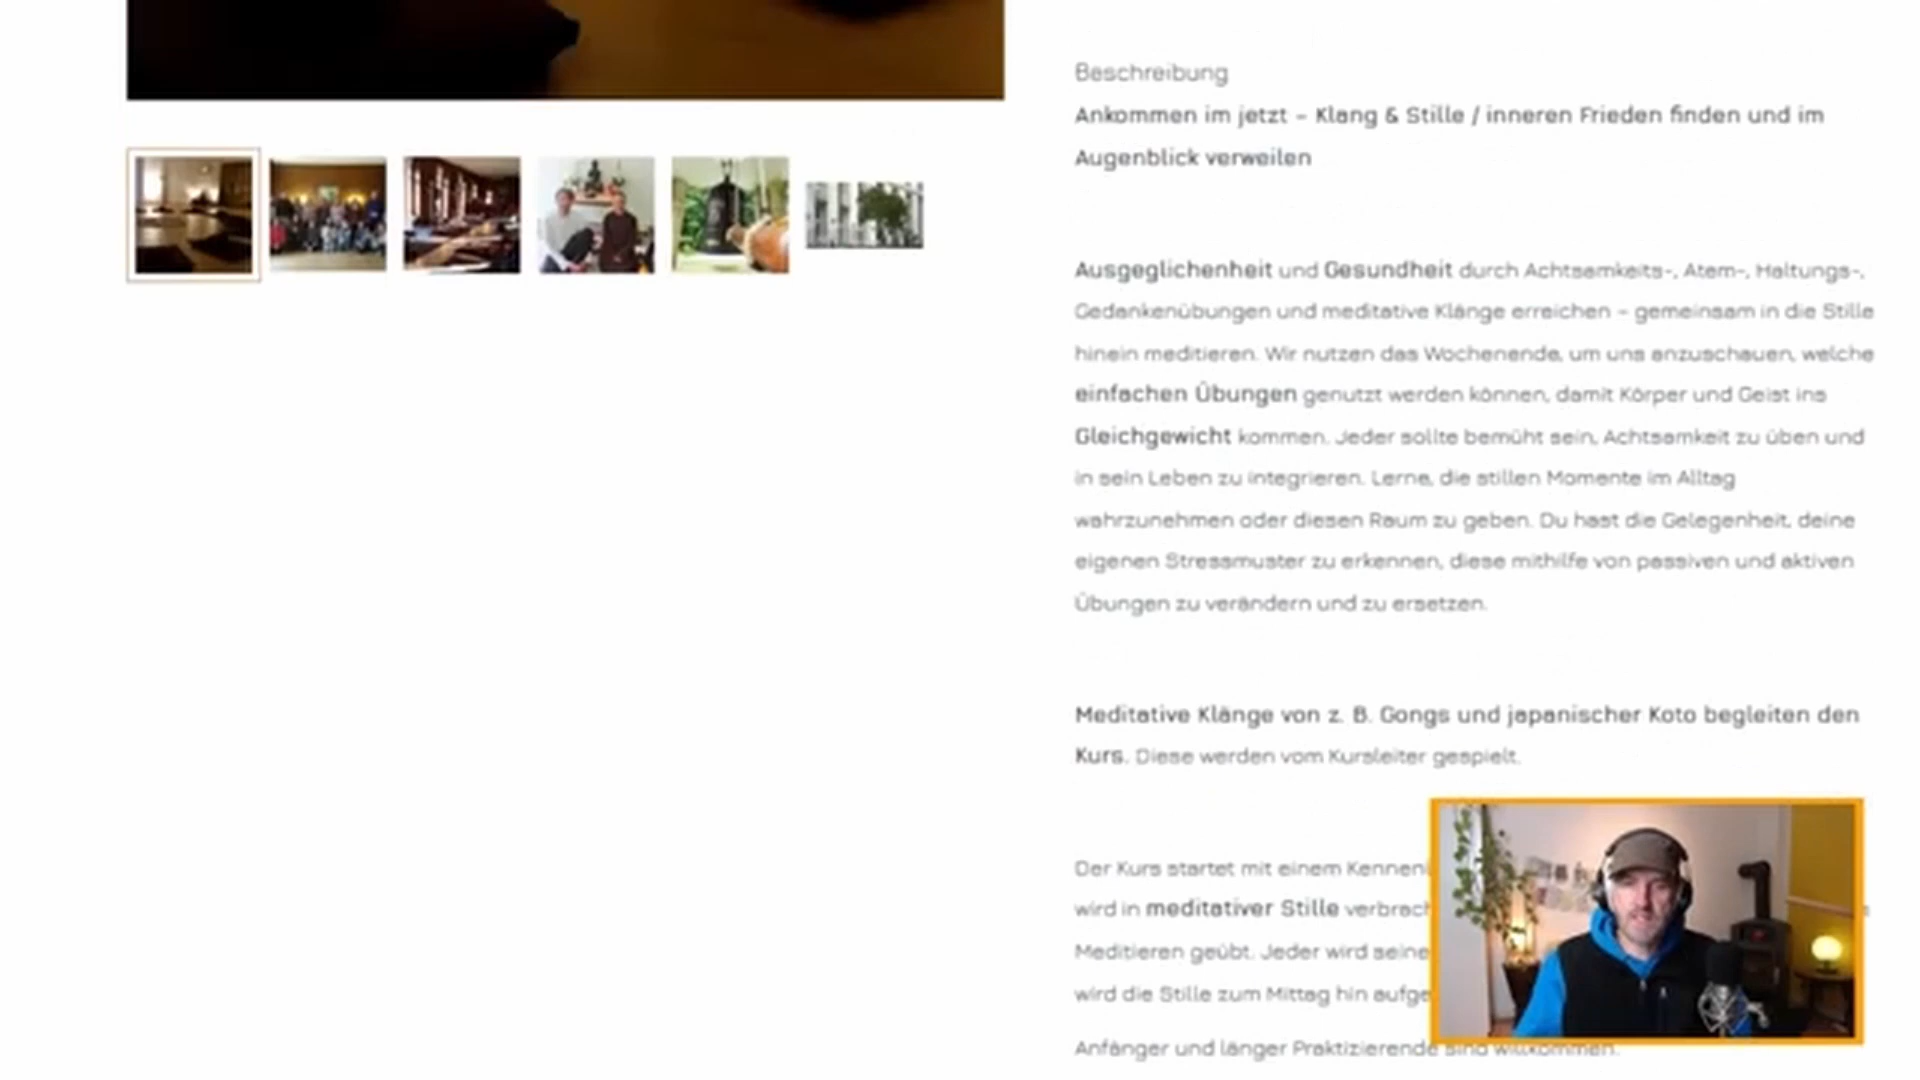 Beschreibung
Ankommen im jetzt – Klang & Stille / inneren Frieden finden und im
Augenblick verweilen
Ausgeglichenheit und Gesundheit durch Achtsamkeits-, Atem-, Haltungs-,
Gedankenübungen und meditative Klänge erreichen – gemeinsam in die Stille
hinein meditieren. Wir nutzen das Wochenende, um uns anzuschauen, welche
einfachen Übungen genutzt werden können, damit Körper und Geist ins
Gleichgewicht kommen. Jeder sollte bemüht sein, Achtsamkeit zu üben und
in sein Leben zu integrieren. Lerne, die stillen Momente im Alltag
wahrzunehmen oder diesen Raum zu geben. Du hast die Gelegenheit, deine
eigenen Stressmuster zu erkennen, diese mithilfe von passiven und aktiven
Übungen zu verändern und zu ersetzen.
Meditative Klänge von z. B. Gongs und japanischer Koto begleiten den
Kurs. Diese werden vom Kursleiter gespielt.
Der Kurs startet mit einem
wird in meditativer Stille
Meditieren geübt. Jeder wird seine
wird die Stille zum Mittag hin
Anfänger und länger Praktizierende sind willkommen.